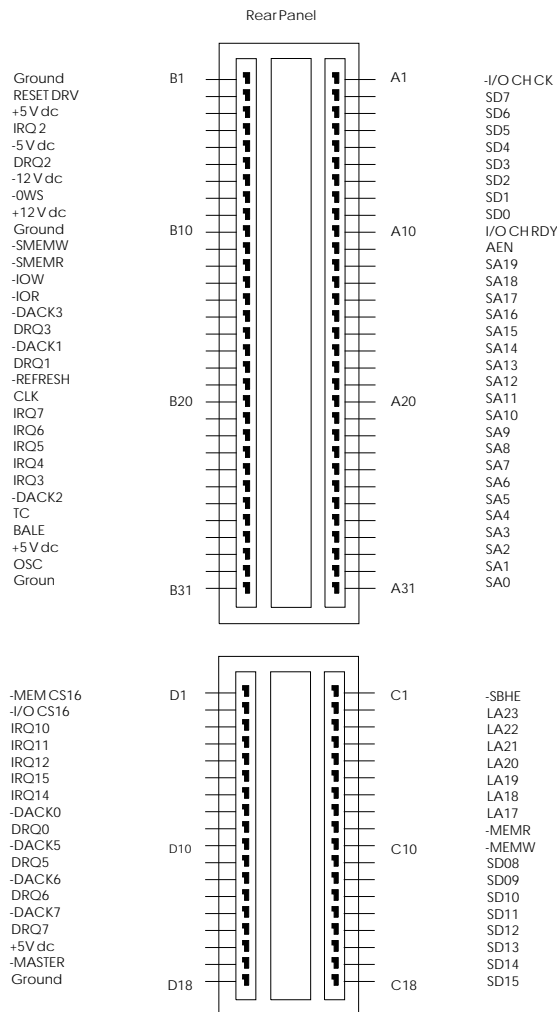 Rear Panel
Ground B1 A1 -I/O CH CK
RESET DRV SD7
+5 V dc SD6
IRQ 2 SD5
-5 V dc SD4
DRQ2 SD3
-12 V dc SD2
-0WS SD1
+12 V dc SD0
Ground B10 A10 I/O CH RDY
-SMEMW AEN
-SMEMR SA19
-IOW SA18
-IOR SA17
-DACK3 SA16
DRQ3 SA15
-DACK1 SA14
DRQ1 SA13
-REFRESH SA12
CLK B20 A20 SA11
IRQ7 SA10
IRQ6 SA9
IRQ5 SA8
IRQ4 SA7
IRQ3 SA6
-DACK2 SA5
TC SA4
BALE SA3
+5 V dc SA2
OSC SA1
Groun B31 A31 SA0
-MEM CS16 D1 C1 -SBHE
-I/O CS16 LA23
IRQ10 LA22
IRQ11 LA21
IRQ12 LA20
IRQ15 LA19
IRQ14 LA18
-DACK0 LA17
DRQ0 -MEMR
-DACK5 D10 C10 -MEMW
DRQ5 SD08
-DACK6 SD09
DRQ6 SD10
-DACK7 SD11
DRQ7 SD12
+5V dc SD13
-MASTER SD14
Ground D18 C18 SD15